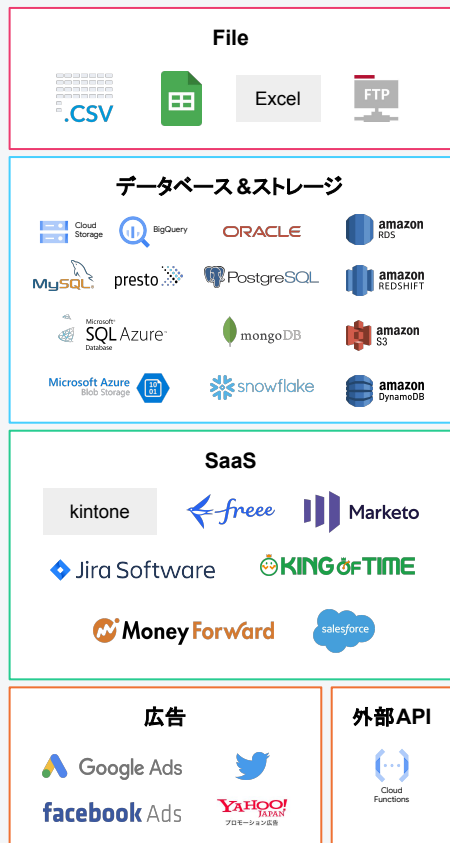 File
.CSV
Excel
FTP
データベース&ストレージ
Cloud
Storage
BigQuery
ORACLE
amazon
RDS
MySQL
presto
PostgreSQL
amazon
REDSHIFT
Microsoft®
SQL Azure™
Database
mongoDB
amazon
S3
Microsoft Azure
Blob Storage
10
01
snowflake
amazon
DynamoDB
SaaS
kintone
freee
Marketo
Jira Software
KING OF TIME
Money Forward
salesforce
広告
Google Ads
facebook Ads
YAHOO!
JAPAN
プロモーション広告
外部API
Cloud
Functions